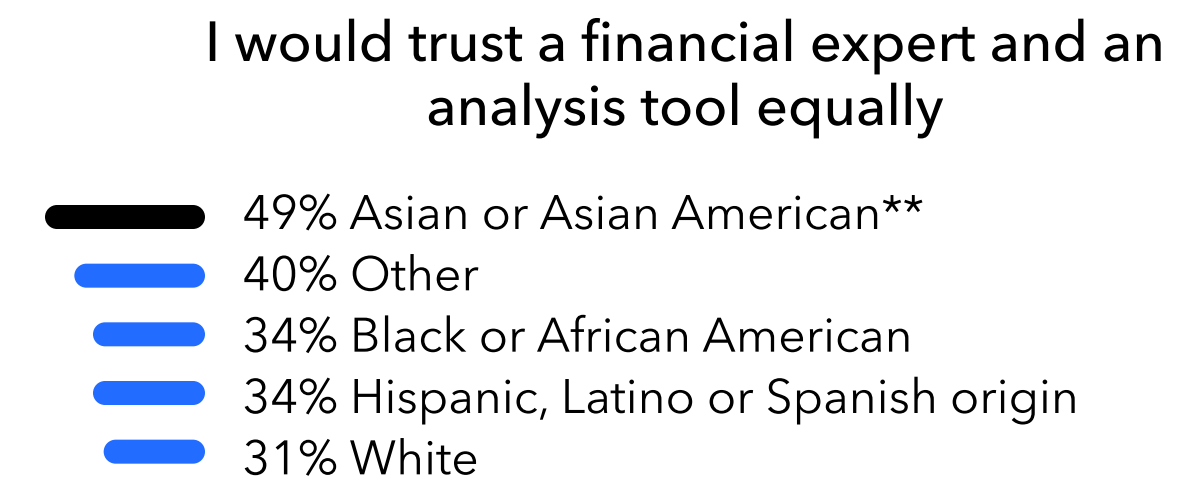 I would trust a financial expert and an
analysis tool equally
49% Asian or Asian American**
40% Other
34% Black or African American
34% Hispanic, Latino or Spanish origin
31% White